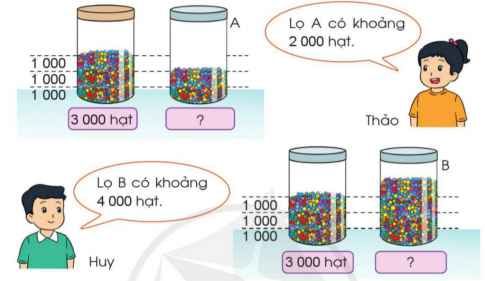 A
Lọ A có khoảng
2 000 hạt.
1 000
1 000
1 000
3 000 hạt
?
Thảo
Lọ B có khoảng
4 000 hạt.
Huy
B
1 000
1 000
1 000
3 000 hạt
?